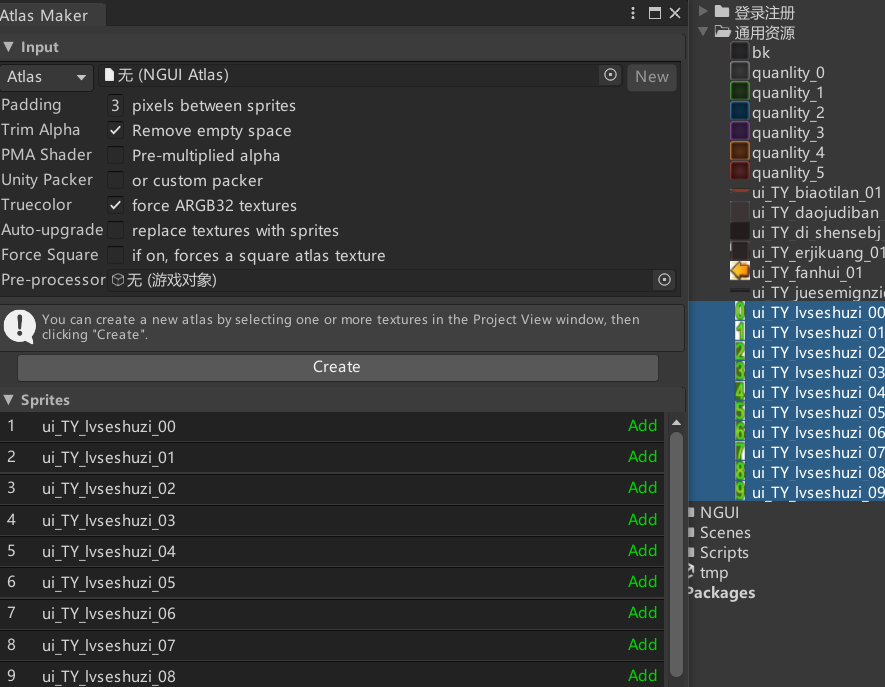 Atlas Maker
Input
Atlas 无 (NGUI Atlas) New
Padding 3 pixels between sprites
Trim Alpha Remove empty space
PMA Shader Pre-multiplied alpha
Unity Packer or custom packer
Truecolor force ARGB32 textures
Auto-upgrade replace textures with sprites
Force Square if on, forces a square atlas texture
Pre-processor 无 (游戏对象)
You can create a new atlas by selecting one or more textures in the Project View window, then
clicking "Create".
Create
Sprites
1 ui_TY_lvseshuzi_00 Add
2 ui_TY_lvseshuzi_01 Add
3 ui_TY_lvseshuzi_02 Add
4 ui_TY_lvseshuzi_03 Add
5 ui_TY_lvseshuzi_04 Add
6 ui_TY_lvseshuzi_05 Add
7 ui_TY_lvseshuzi_06 Add
8 ui_TY_lvseshuzi_07 Add
9 ui_TY_lvseshuzi_08 Add
登录注册
通用资源
bk
quanlity_0
quanlity_1
quanlity_2
quanlity_3
quanlity_4
quanlity_5
ui_TY_biaotilan_01
ui_TY_daojudiban
ui_TY_di_shensebj
ui_TY_erjikuang_01
ui_TY_fanhui_01
ui_TY_juesemignzi
ui_TY_lvseshuzi_00
ui_TY_lvseshuzi_01
ui_TY_lvseshuzi_02
ui_TY_lvseshuzi_03
ui_TY_lvseshuzi_04
ui_TY_lvseshuzi_05
ui_TY_lvseshuzi_06
ui_TY_lvseshuzi_07
ui_TY_lvseshuzi_08
ui_TY_lvseshuzi_09
NGUI
Scenes
Scripts
tmp
Packages